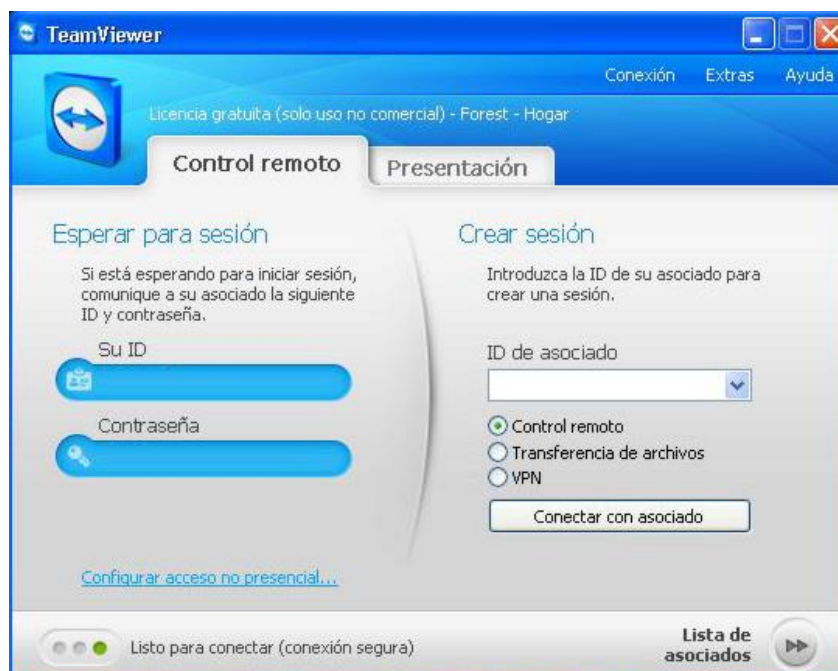 TeamViewer
Conexión Extras Ayuda
Licencia gratuita (solo uso no comercial) - Forest - Hogar
Control remoto
Presentación
Esperar para sesión
Si está esperando para iniciar sesión,
comunique a su asociado la siguiente
ID y contraseña.
Su ID
Contraseña
Configurar acceso no presencial...
Crear sesión
Introduzca la ID de su asociado para
crear una sesión.
ID de asociado
Control remoto
Transferencia de archivos
VPN
Conectar con asociado
Listo para conectar (conexión segura)
Lista de
asociados